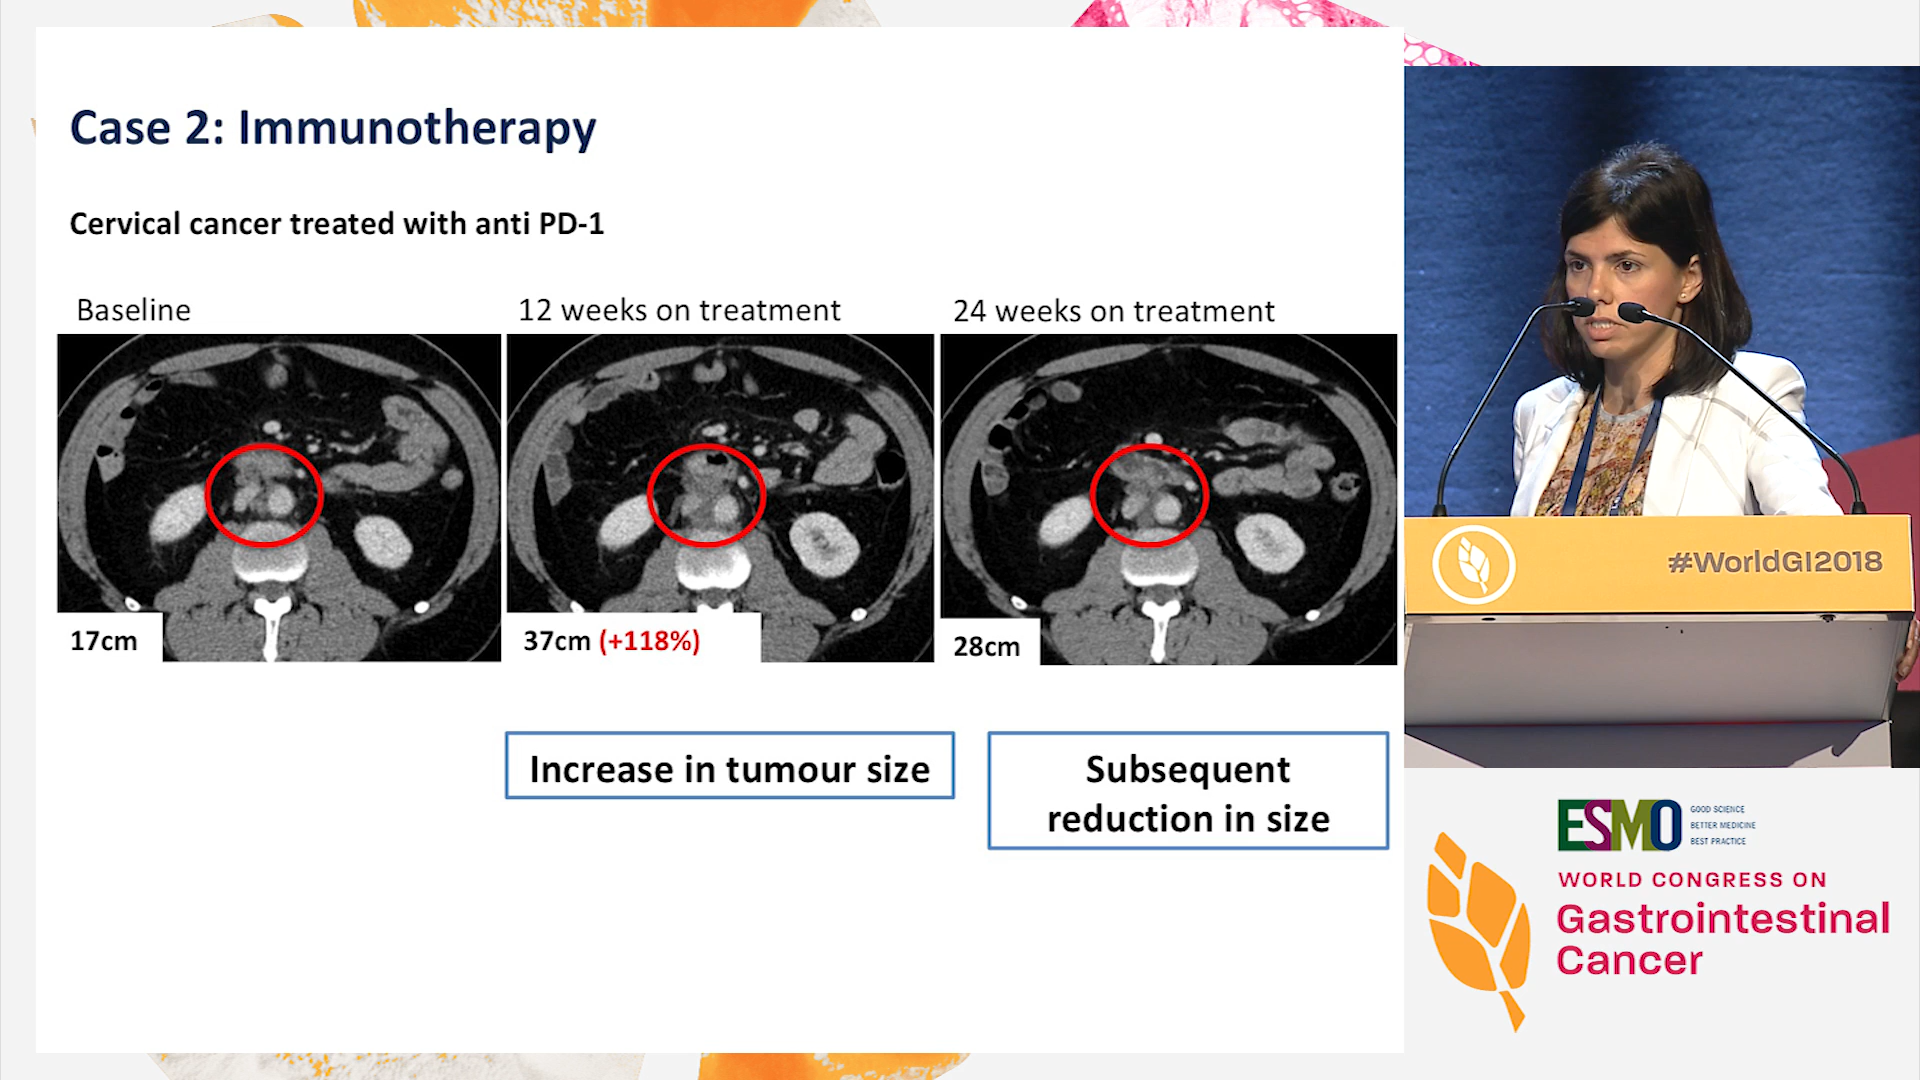 Case 2: Immunotherapy
Cervical cancer treated with anti PD-1
Baseline
12 weeks on treatment
24 weeks on treatment
17cm
37cm (+118%)
28cm
Increase in tumour size
Subsequent
reduction in size
#WorldGI2018
ESMO
GOOD SCIENCE
BETTER MEDICINE
BEST PRACTICE
WORLD CONGRESS ON
Gastrointestinal
Cancer